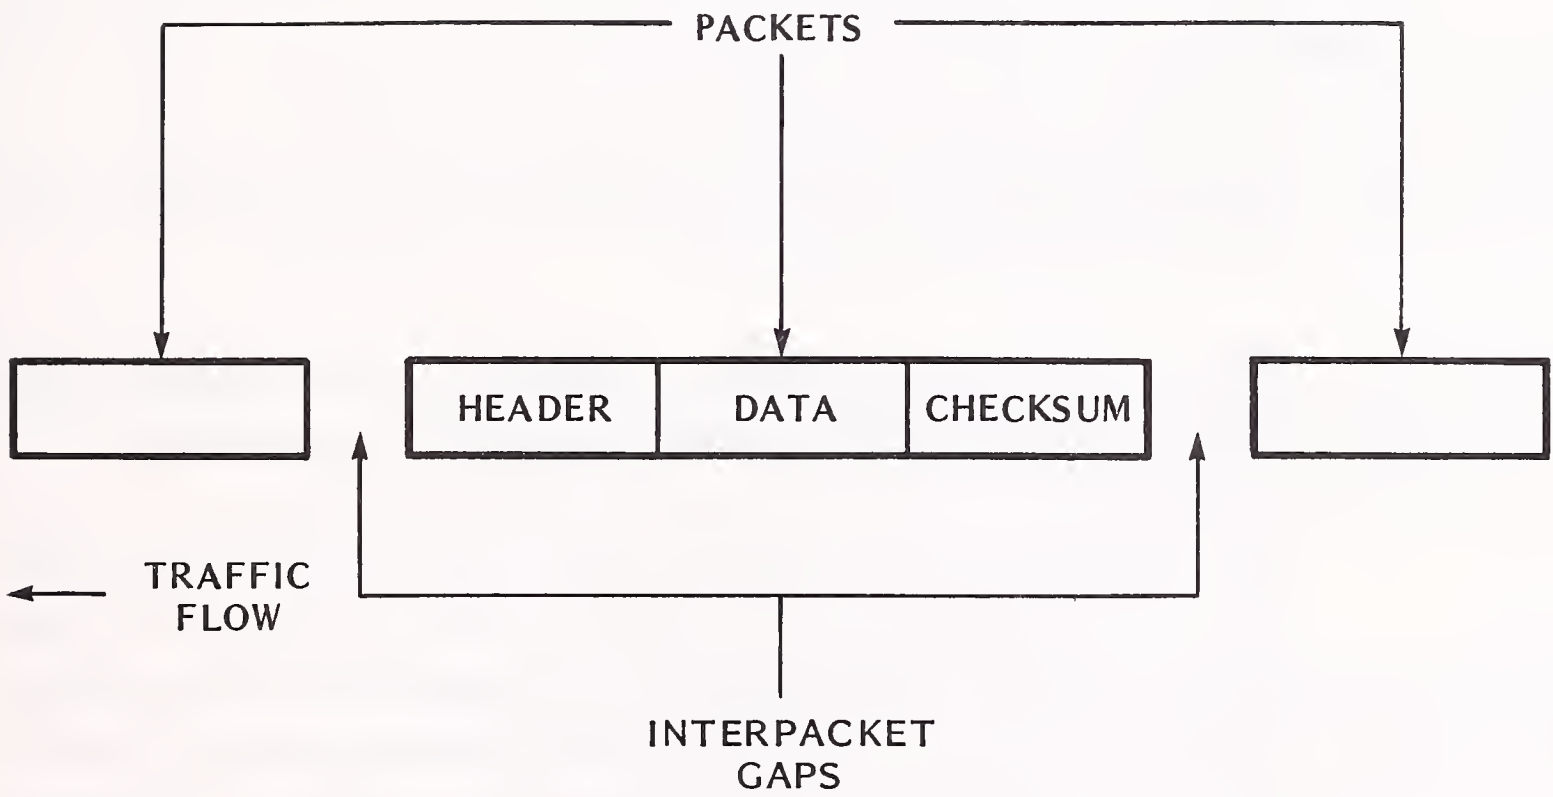 PACKETS
HEADER DATA CHECKSUM
TRAFFIC
FLOW
INTERPACKET
GAPS